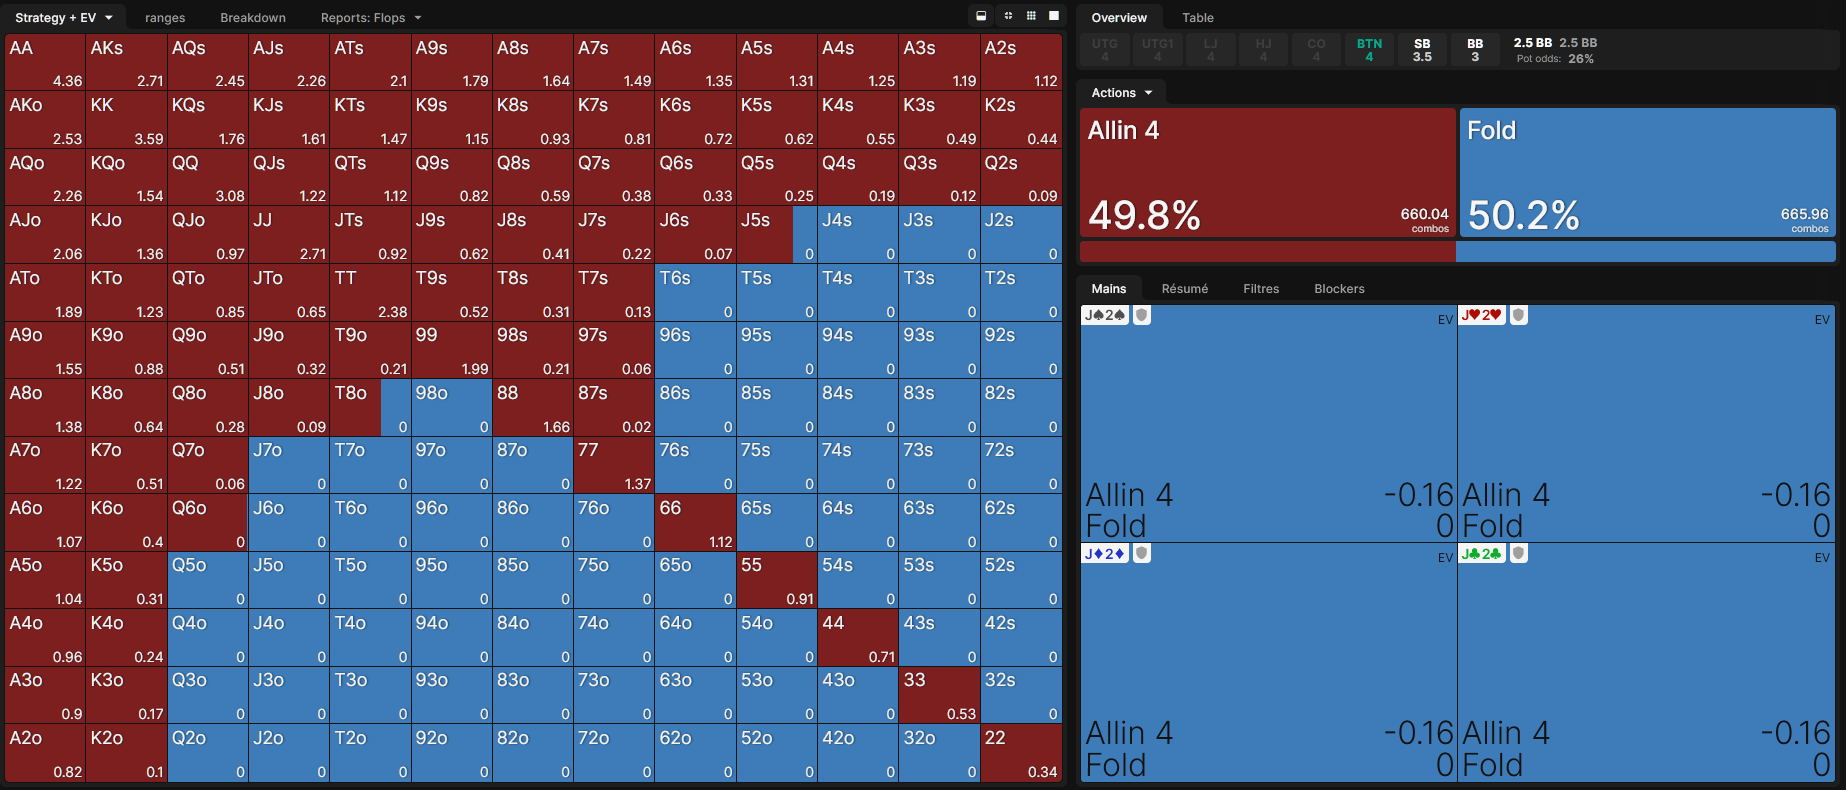 Strategy + EV ranges Breakdown Reports: Flops
AA AKs AQs AJs ATs A9s A8s A7s A6s A5s A4s A3s A2s
4.36 2.71 2.45 2.26 2.1 1.79 1.64 1.49 1.35 1.31 1.25 1.19 1.12
AKo KK KQs KJs KTs K9s K8s K7s K6s K5s K4s K3s K2s
2.53 3.59 1.76 1.61 1.47 1.15 0.93 0.81 0.72 0.62 0.55 0.49 0.44
AQo KQo QQ QJs QTs Q9s Q8s Q7s Q6s Q5s Q4s Q3s Q2s
2.26 1.54 3.08 1.22 1.12 0.82 0.59 0.38 0.33 0.25 0.19 0.12 0.09
AJo KJo QJo JJ JTs J9s J8s J7s J6s J5s J4s J3s J2s
2.06 1.36 0.97 2.71 0.92 0.62 0.41 0.22 0.07 0 0 0 0
ATo KTo QTo JTo TT T9s T8s T7s T6s T5s T4s T3s T2s
1.89 1.23 0.85 0.65 2.38 0.52 0.31 0.13 0 0 0 0 0
A9o K9o Q9o J9o T9o 99 98s 97s 96s 95s 94s 93s 92s
1.55 0.88 0.51 0.32 0.21 1.99 0.21 0.06 0 0 0 0 0
A8o K8o Q8o J8o T8o 98o 88 87s 86s 85s 84s 83s 82s
1.38 0.64 0.28 0.09 0 0 1.66 0.02 0 0 0 0 0
A7o K7o Q7o J7o T7o 97o 87o 77 76s 75s 74s 73s 72s
1.22 0.51 0.06 0 0 0 0 1.37 0 0 0 0 0
A6o K6o Q6o J6o T6o 96o 86o 76o 66 65s 64s 63s 62s
1.07 0.4 0 0 0 0 0 0 1.12 0 0 0 0
A5o K5o Q5o J5o T5o 95o 85o 75o 65o 55 54s 53s 52s
1.04 0.31 0 0 0 0 0 0 0 0.91 0 0 0
A4o K4o Q4o J4o T4o 94o 84o 74o 64o 54o 44 43s 42s
0.96 0.24 0 0 0 0 0 0 0 0 0.71 0 0
A3o K3o Q3o J3o T3o 93o 83o 73o 63o 53o 43o 33 32s
0.9 0.17 0 0 0 0 0 0 0 0 0 0.53 0
A2o K2o Q2o J2o T2o 92o 82o 72o 62o 52o 42o 32o 22
0.82 0.1 0 0 0 0 0 0 0 0 0 0 0.34
Overview Table
UTG UTG1 LJ HJ CO BTN SB BB 2.5 BB 2.5 BB
4 4 4 4 4 4 3.5 3 Pot odds: 26%
Actions
Allin 4 Fold
49.8% 660.04 combos 50.2% 665.96 combos
Mains Résumé Filtres Blockers
J♠2♠ EV J♥2♥ EV
Allin 4 -0.16 Allin 4 -0.16
Fold 0 Fold 0
J♦2♦ EV J♣2♣ EV
Allin 4 -0.16 Allin 4 -0.16
Fold 0 Fold 0